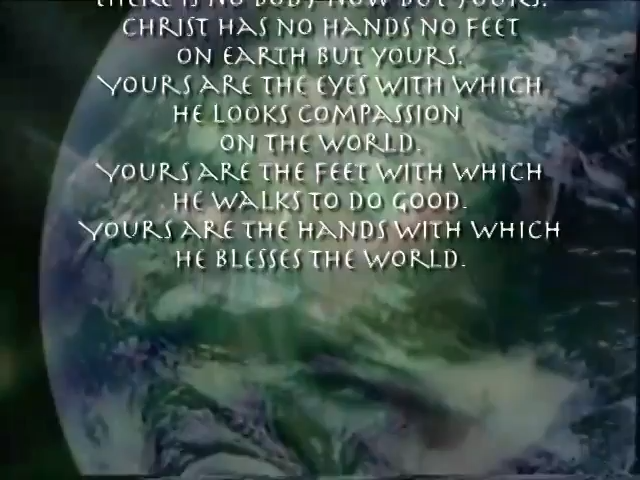 THERE IS NO BODY NOW BUT YOURS.
CHRIST HAS NO HANDS NO FEET
ON EARTH BUT YOURS.
YOURS ARE THE EYES WITH WHICH
HE LOOKS COMPASSION
ON THE WORLD.
YOURS ARE THE FEET WITH WHICH
HE WALKS TO DO GOOD.
YOURS ARE THE HANDS WITH WHICH
HE BLESSES THE WORLD.